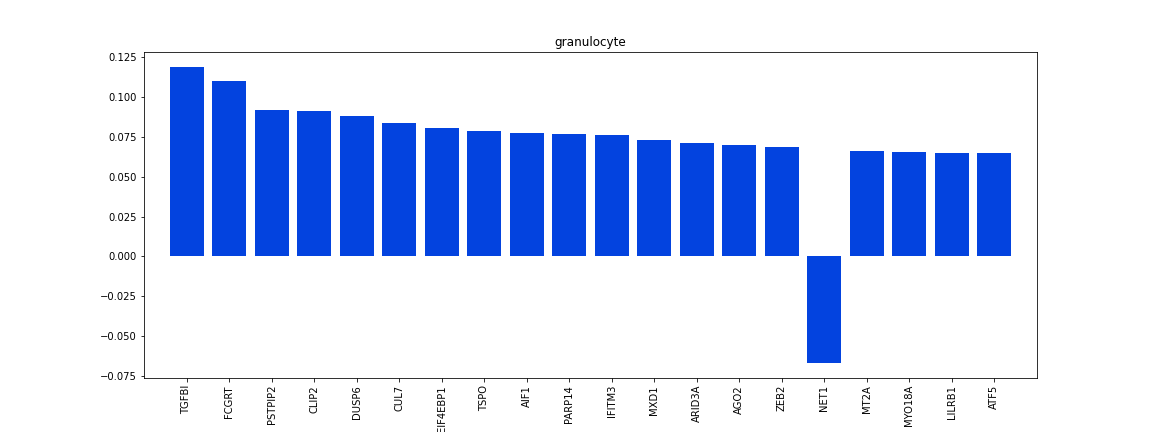 granulocyte
0.125
0.100
0.075
0.050
0.025
0.000
−0.025
−0.050
−0.075
TGFBI
FCGRT
PSTPIP2
CLIP2
DUSP6
CUL7
EIF4EBP1
TSPO
AIF1
PARP14
IFITM3
MXD1
ARID3A
AGO2
ZEB2
NET1
MT2A
MYO18A
LILRB1
ATF5